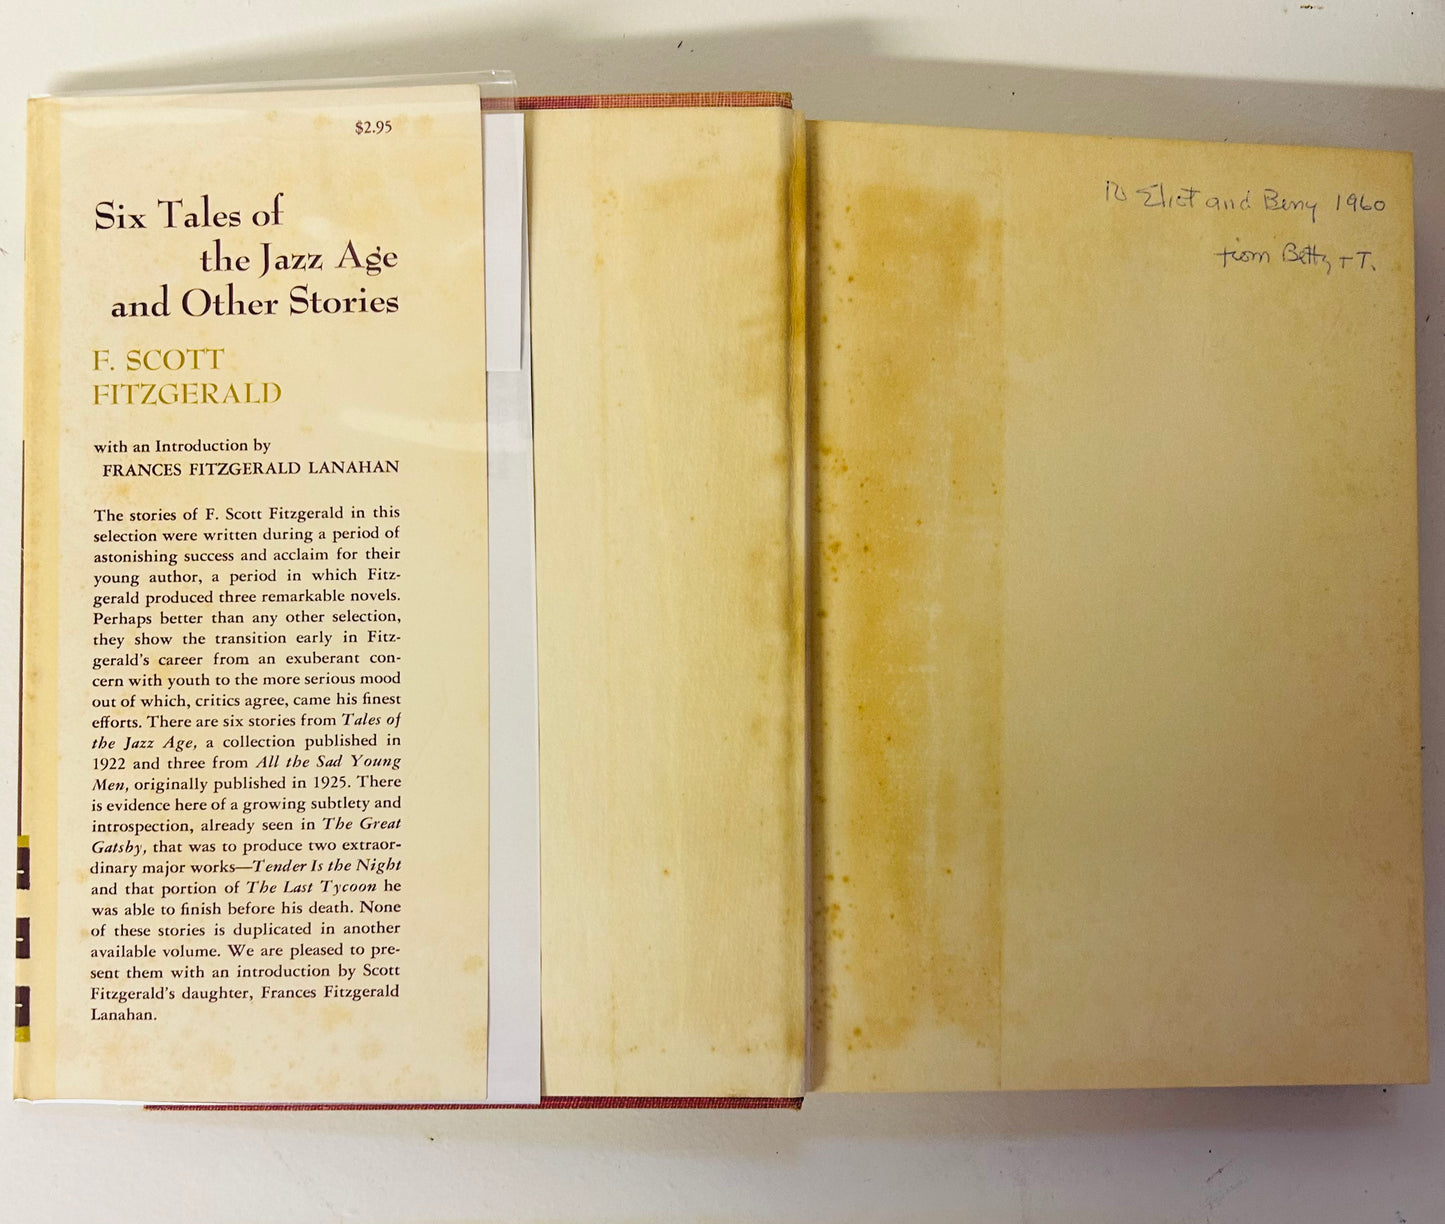 $2.95
Six Tales of
the Jazz Age
and Other Stories
F. SCOTT
FITZGERALD
with an Introduction by
FRANCES FITZGERALD LANAHAN
The stories of F. Scott Fitzgerald in this
selection were written during a period of
astonishing success and acclaim for their
young author, a period in which Fitz-
gerald produced three remarkable novels.
Perhaps better than any other selection,
they show the transition early in Fitz-
gerald's career from an exuberant con-
cern with youth to the more serious mood
out of which, critics agree, came his finest
efforts. There are six stories from Tales of
the Jazz Age, a collection published in
1922 and three from All the Sad Young
Men, originally published in 1925. There
is evidence here of a growing subtlety and
introspection, already seen in The Great
Gatsby, that was to produce two extraor-
dinary major works—Tender Is the Night
and that portion of The Last Tycoon he
was able to finish before his death. None
of these stories is duplicated in another
available volume. We are pleased to pre-
sent them with an introduction by Scott
Fitzgerald's daughter, Frances Fitzgerald
Lanahan.
to Eliot and 1960
from Betty + T.